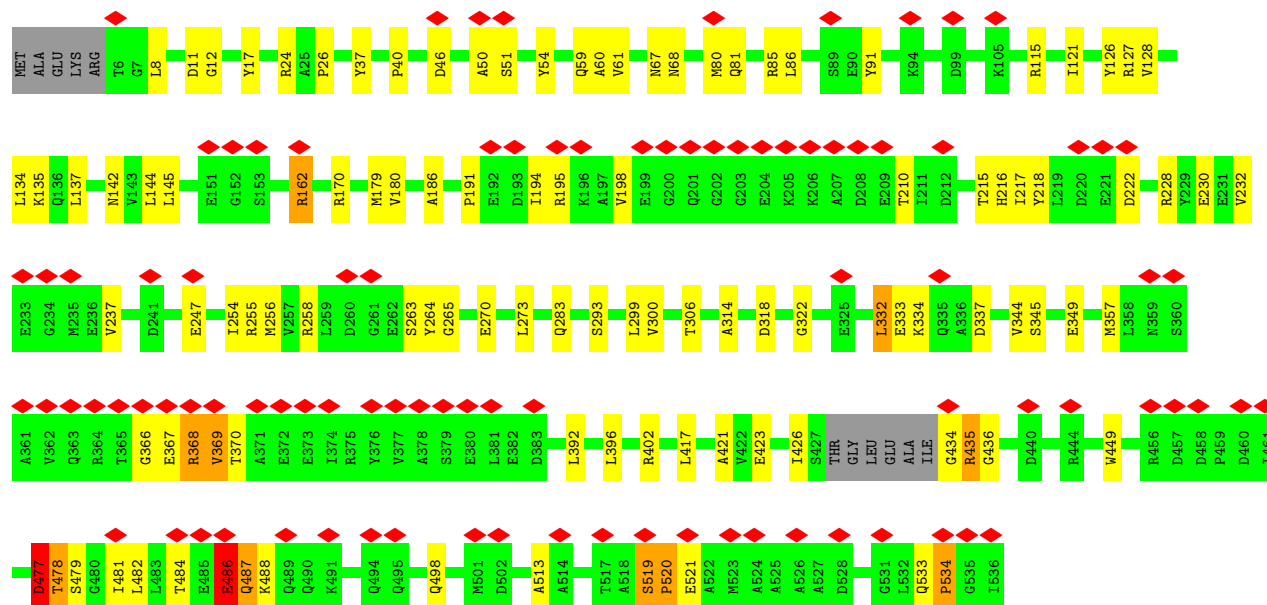 MET ALA GLU LYS ARG T6 G7 L8 D11 G12 Y17 R24 A25 P26 Y37 P40 D46 A50 S51 Y54 Q59 A60 V61 N67 N68 M80 Q81 R85 L86 S89 E90 Y91 K94 D99 K105 R115 I121 Y126 R127 V128
L134 K135 Q136 L137 N142 V143 L144 L145 E151 G152 S153 R162 R170 M179 V180 A186 P191 E192 D193 I194 R195 K196 A197 V198 E199 G200 Q201 G202 G203 E204 K205 K206 A207 D208 E209 T210 I211 D212 T215 H216 I217 Y218 L219 D220 E221 D222 R228 Y229 E230 E231 V232
E233 G234 M235 E236 V237 D241 E247 I254 R255 M256 V257 R258 L259 D260 G261 E262 S263 Y264 G265 E270 L273 Q283 S293 L299 V300 T306 A314 D318 G322 E325 L332 E333 K334 Q335 A336 D337 V344 S345 E349 M357 L358 N359 S360
A361 V362 Q363 R364 T365 G366 E367 R368 V369 T370 A371 E372 E373 I374 R375 Y376 V377 A378 S379 E380 L381 E382 D383 L392 L396 R402 L417 A421 V422 E423 I426 S427 THR GLY LEU GLU ALA ILE G434 R435 G436 D440 R444 W449 R456 D457 D458 P459 D460 I461
D477 T478 S479 G480 I481 L482 L483 T484 E485 E486 Q487 K488 Q489 Q490 K491 Q494 Q495 Q498 M501 D502 A513 A514 T517 A518 S519 P520 E521 A522 M523 A524 A525 A526 A527 D528 G531 L532 Q533 P534 G535 I536